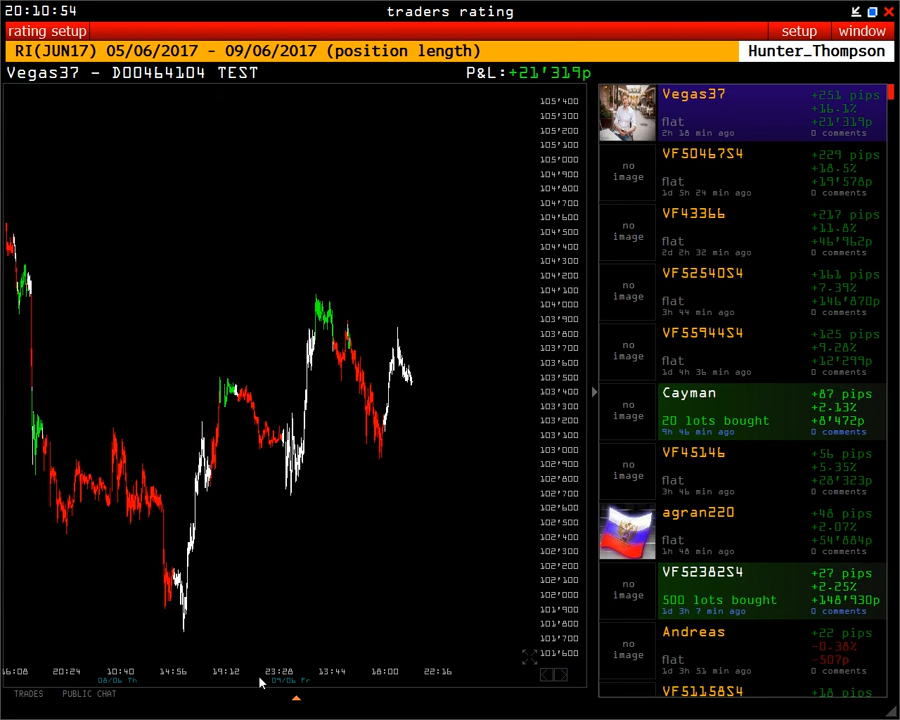 20:10:54
traders rating
rating setup
setup
window
RI(JUN17) 05/06/2017 - 09/06/2017 (position length)
Hunter_Thompson
Vegas37 - D00464104 TEST
P&L:+21'319p
105'400
105'300
105'200
105'100
105'000
104'900
104'800
104'700
104'600
104'500
104'400
104'300
104'200
104'100
104'000
103'900
103'800
103'700
103'600
103'500
103'400
103'300
103'200
103'100
103'000
102'900
102'800
102'700
102'600
102'500
102'400
102'300
102'200
102'100
102'000
101'900
101'800
101'700
101'600
16:08 20:24 10:40 14:56 19:12 23:28 13:44 18:00 22:16
08/06 Th 09/06 Fr
TRADES PUBLIC CHAT
Vegas37 +251 pips
+16.1%
flat +21'319p
2h 18 min ago 0 comments
no image
VF50467S4 +229 pips
+18.5%
flat +19'578p
1d 5h 24 min ago 0 comments
no image
VF43366 +217 pips
+11.8%
flat +46'962p
2d 2h 32 min ago 0 comments
no image
VF52540S4 +161 pips
+7.39%
flat +146'870p
3h 44 min ago 0 comments
no image
VF55944S4 +125 pips
+9.28%
flat +12'299p
1d 4h 36 min ago 0 comments
no image
Cayman +87 pips
+2.13%
20 lots bought +8'472p
9h 46 min ago 0 comments
no image
VF45146 +56 pips
+5.35%
flat +28'323p
3h 46 min ago 0 comments
agran220 +48 pips
+2.07%
flat +54'884p
1h 48 min ago 0 comments
no image
VF52382S4 +27 pips
+2.25%
500 lots bought +148'930p
1d 3h 7 min ago 0 comments
no image
Andreas +22 pips
-0.38%
flat -507p
1d 3h 51 min ago 0 comments
VF51158S4 +18 pips